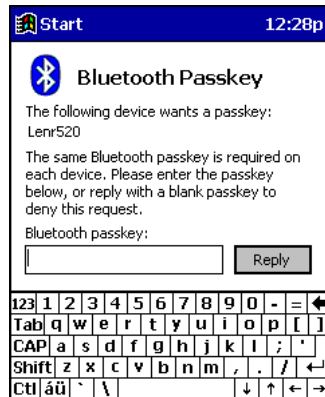 Start 12:28p
Bluetooth Passkey
The following device wants a passkey:
Lenr520
The same Bluetooth passkey is required on
each device. Please enter the passkey
below, or reply with a blank passkey to
deny this request.
Bluetooth passkey:
Reply
123 1 2 3 4 5 6 7 8 9 0 - = ←
Tab q w e r t y u i o p [ ]
CAP a s d f g h j k l ; '
Shift z x c v b n m , . / ↵
Ctl áü ` \ ↓ ↑ ← →